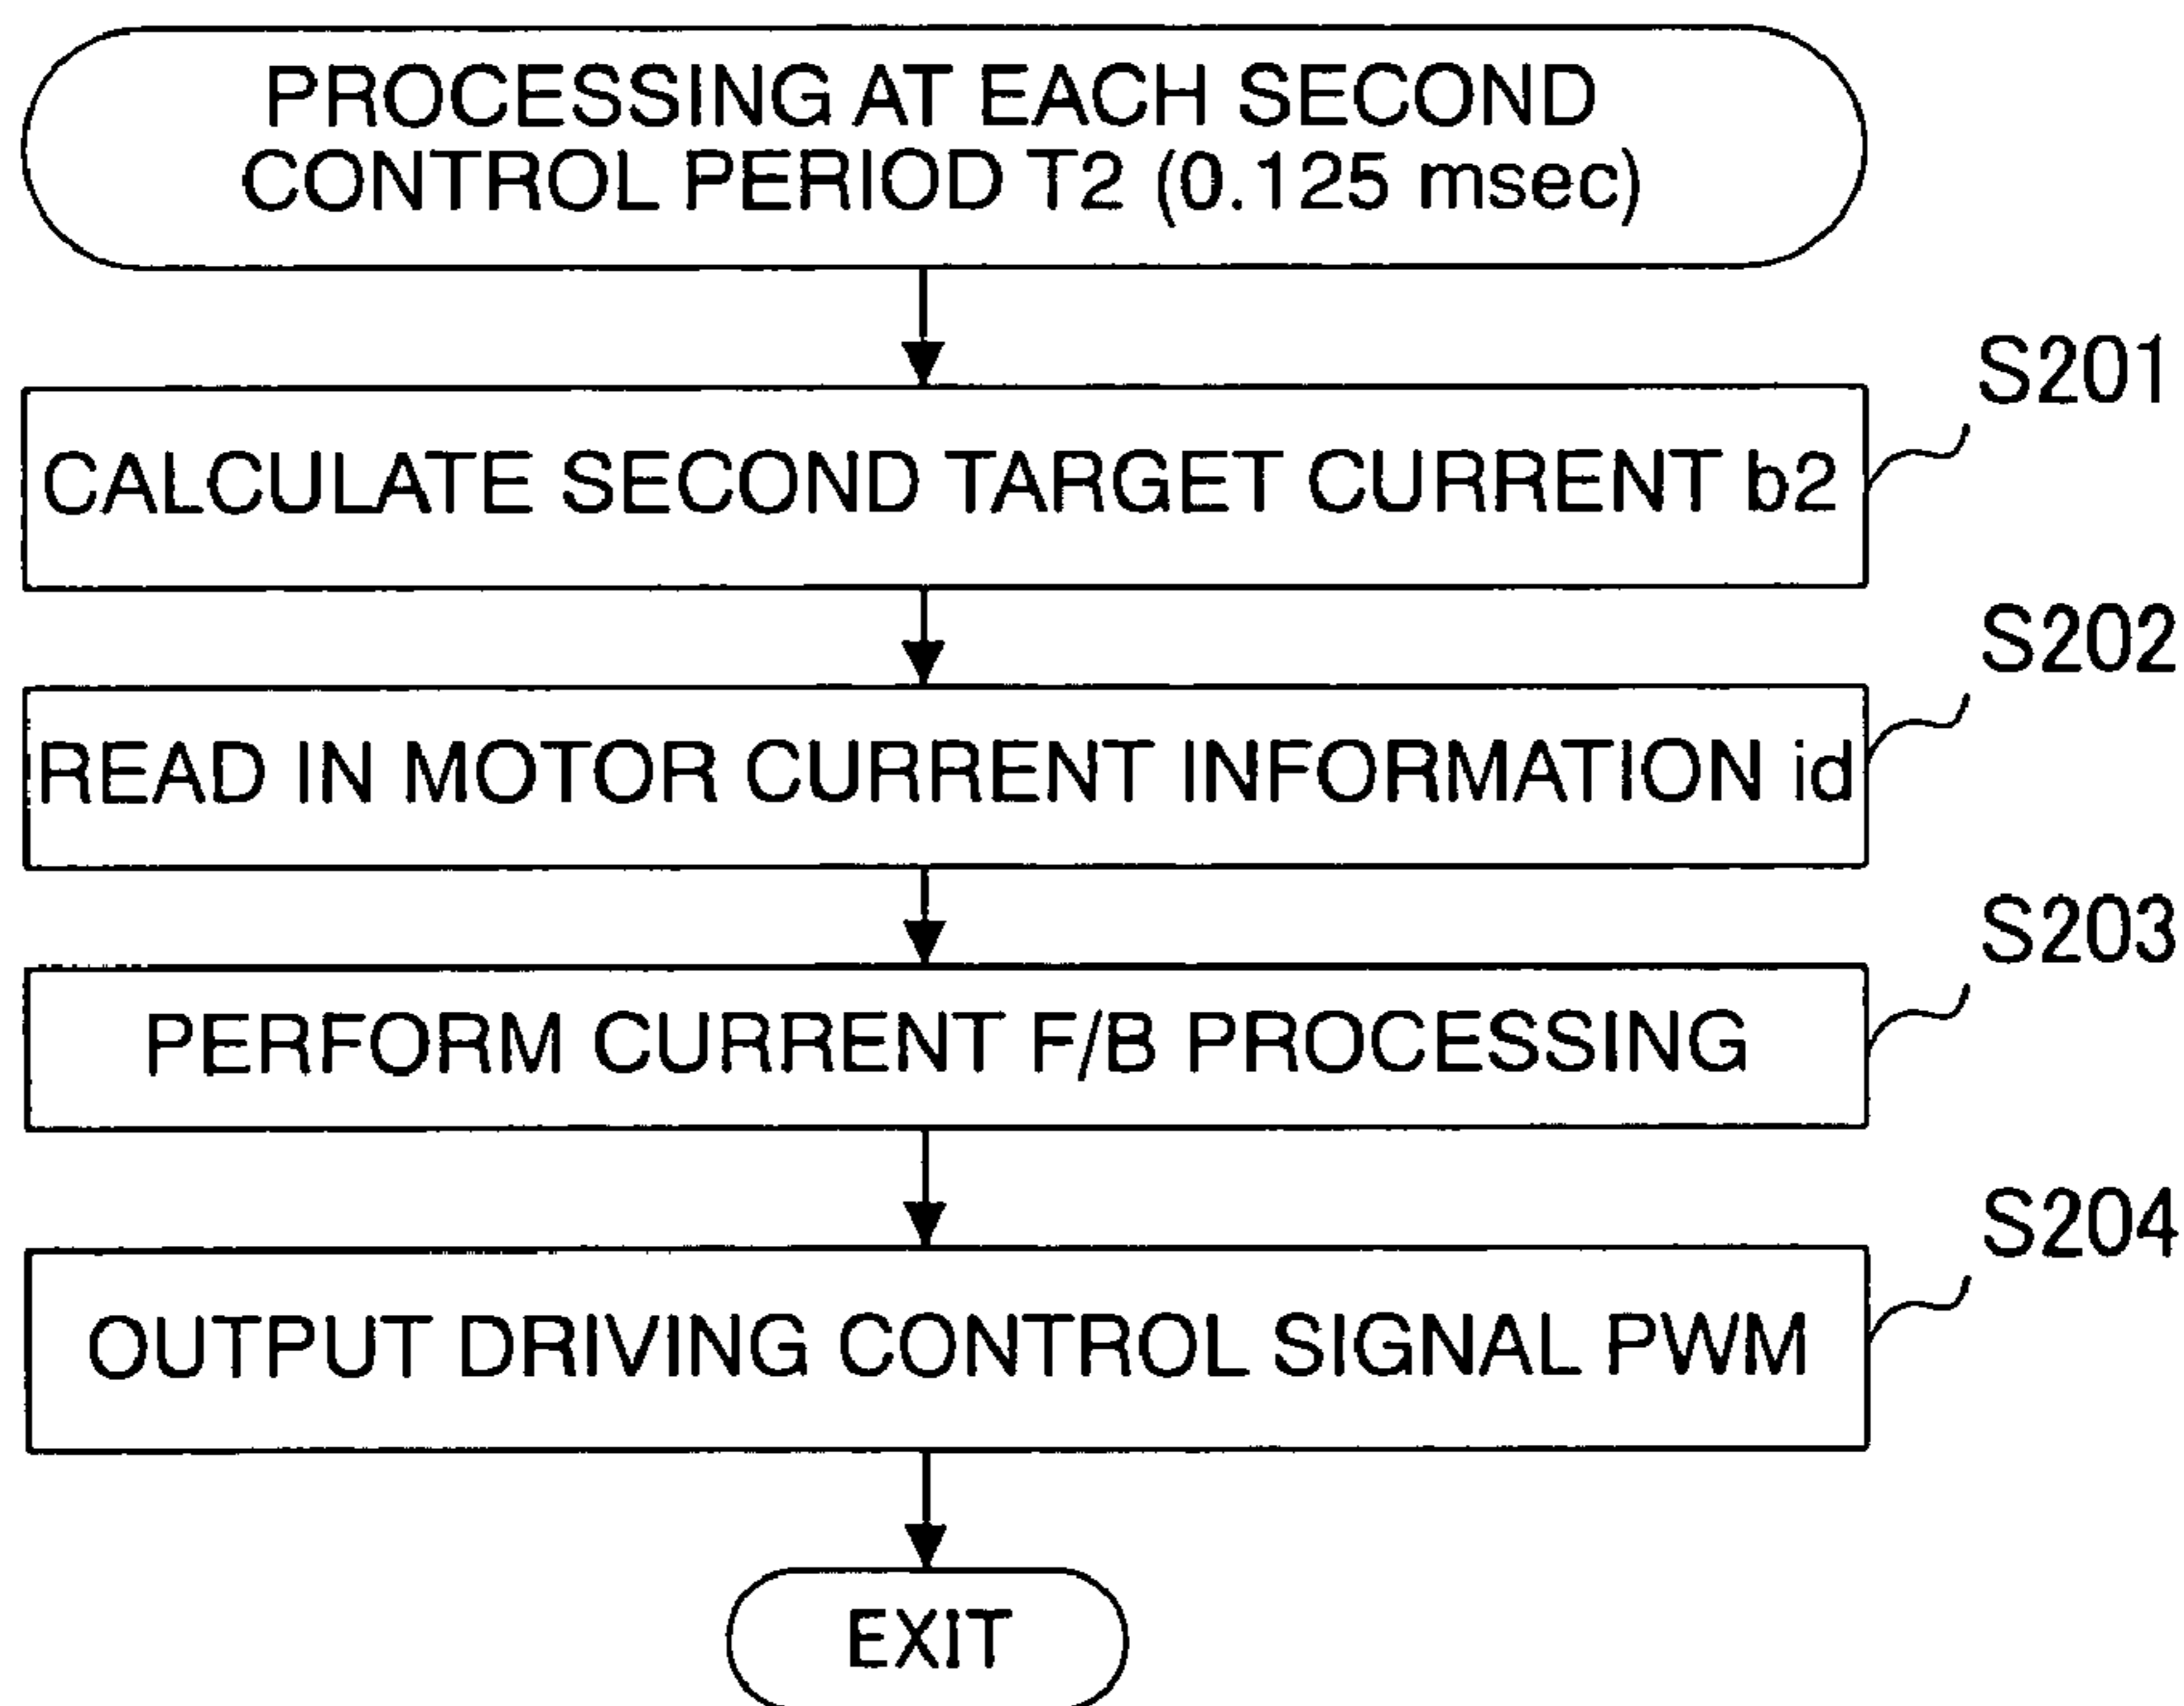 PROCESSING AT EACH SECOND
CONTROL PERIOD T2 (0.125 msec)
S201
CALCULATE SECOND TARGET CURRENT b2
S202
READ IN MOTOR CURRENT INFORMATION id
S203
PERFORM CURRENT F/B PROCESSING
S204
OUTPUT DRIVING CONTROL SIGNAL PWM
EXIT